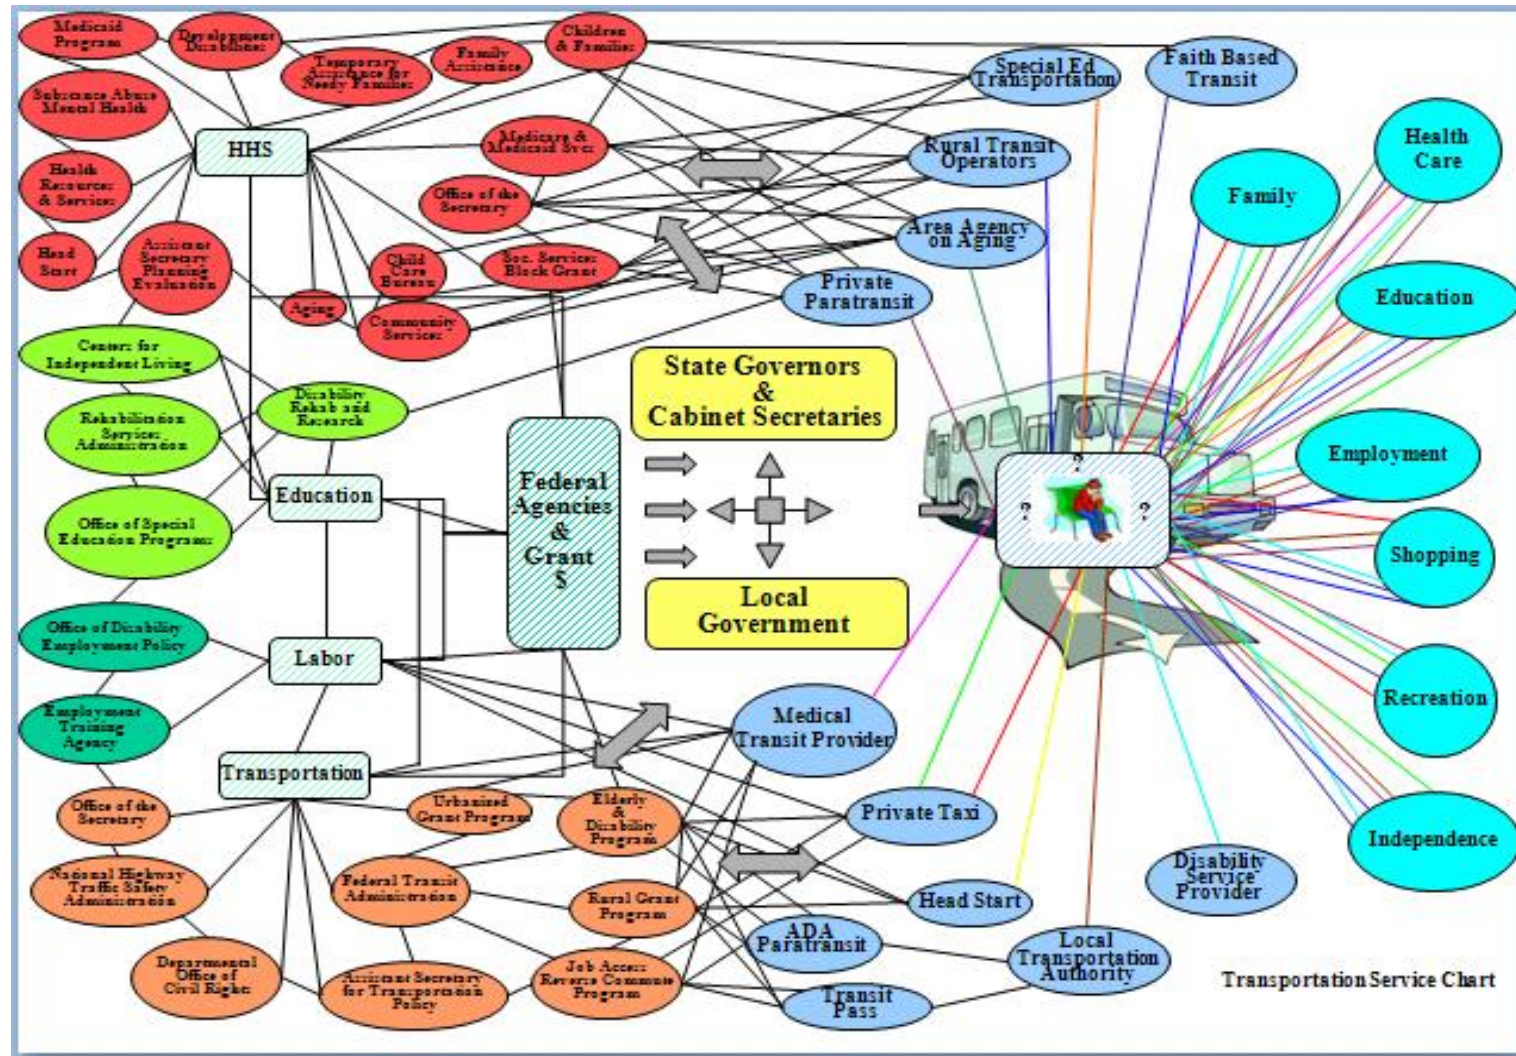 Medicaid
Program
Development
Disabilities
Temporary
Assistance for
Needy Families
Family
Assistance
Children
& Families
Special Ed
Transportation
Faith Based
Transit
Substance Abuse
Mental Health
HHS
Medicare &
Medicaid Svcs
Rural Transit
Operators
Health
Care
Health
Resources
& Services
Office of the
Secretary
Family
Area Agency
on Aging
Head
Start
Assistant
Secretary
Planning
Evaluation
Child
Care
Bureau
Soc. Services
Block Grant
Private
Paratransit
Education
Aging
Community
Services
Centers for
Independent Living
State Governors
&
Cabinet Secretaries
Disability
Rehab and
Research
Rehabilitation
Services
Administration
Employment
Education
Federal
Agencies
&
Grant
$
Office of Special
Education Programs
?
?
?
Shopping
Local
Government
Office of Disability
Employment Policy
Labor
Recreation
Employment
Training
Agency
Medical
Transit Provider
Transportation
Office of the
Secretary
Urbanized
Grant Program
Elderly
&
Disability
Program
Private Taxi
Independence
National Highway
Traffic Safety
Administration
Federal Transit
Administration
Rural Grant
Program
Head Start
Disability
Service
Provider
ADA
Paratransit
Local
Transportation
Authority
Departmental
Office of
Civil Rights
Assistant Secretary
for Transportation
Policy
Job Access
Reverse Commute
Program
Transit
Pass
Transportation Service Chart